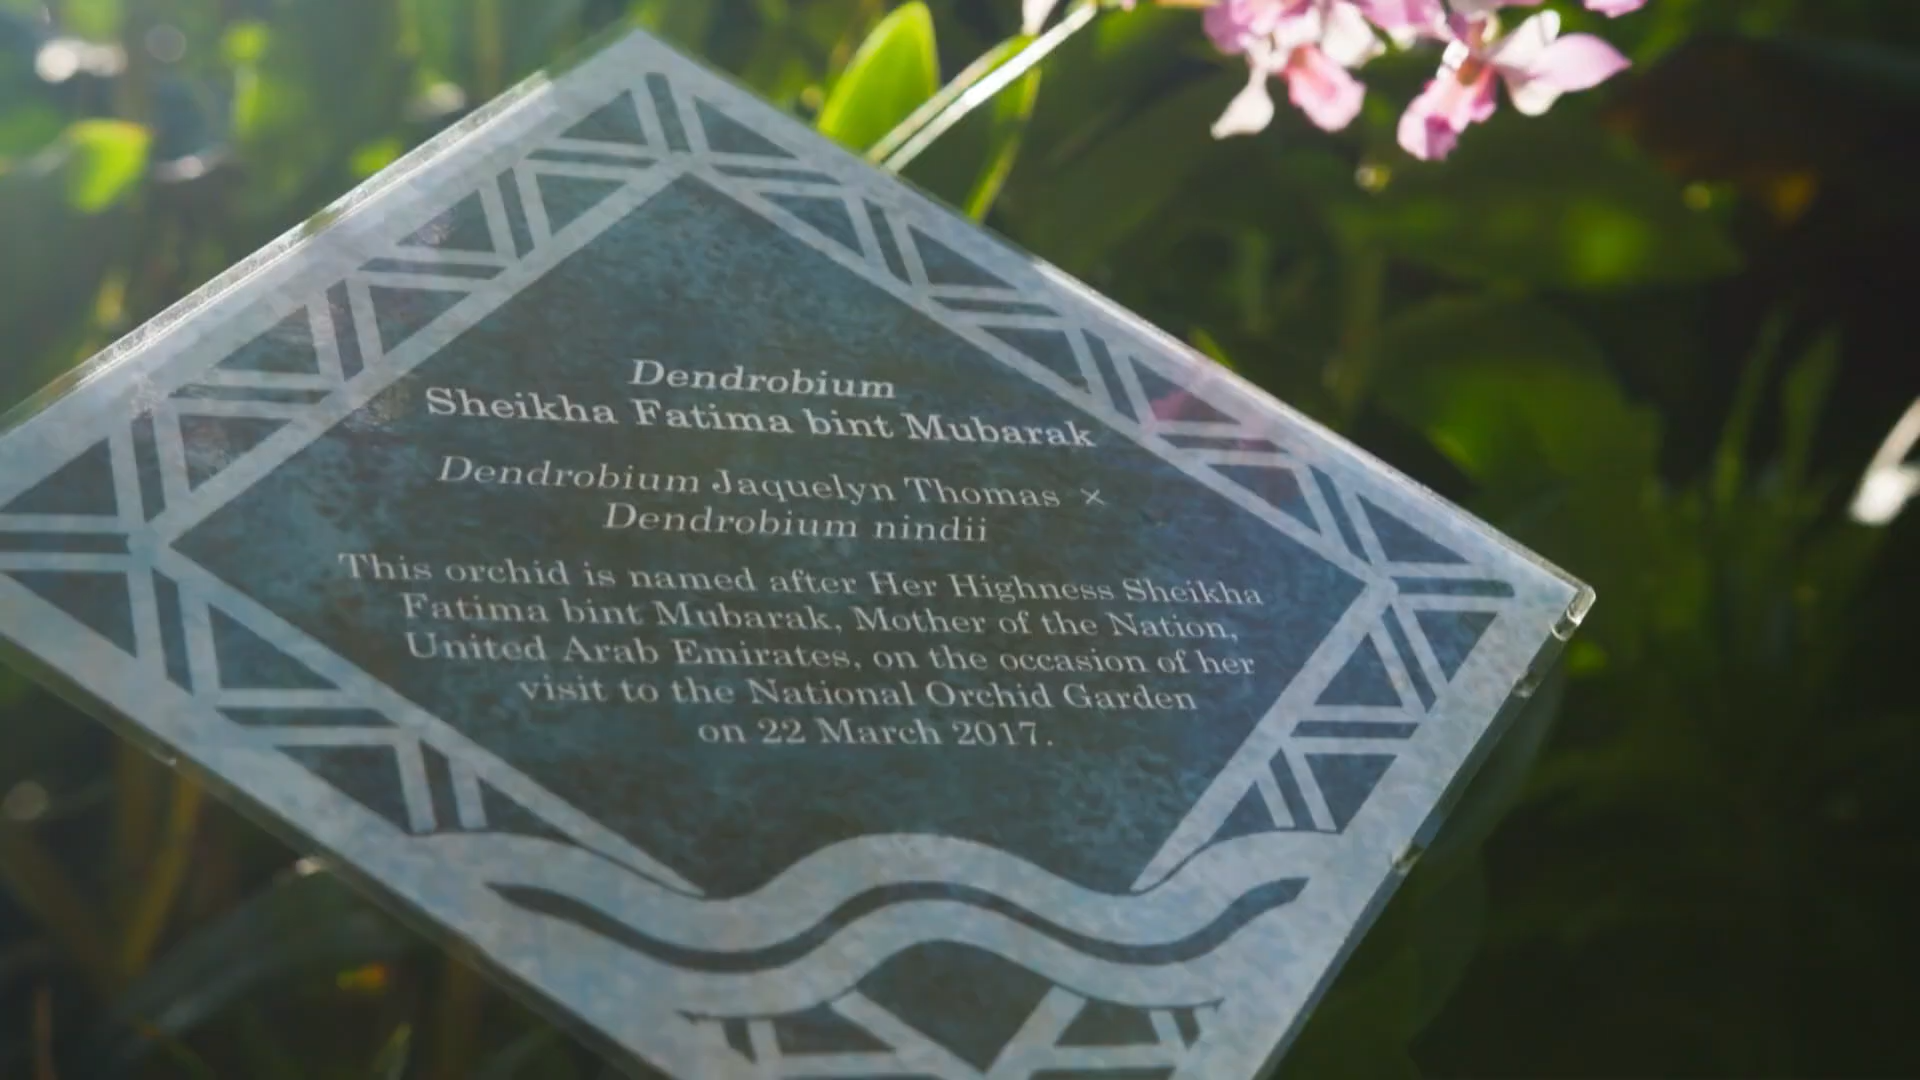 Dendrobium
Sheikha Fatima bint Mubarak
Dendrobium Jaquelyn Thomas ×
Dendrobium nindii
This orchid is named after Her Highness Sheikha
Fatima bint Mubarak, Mother of the Nation,
United Arab Emirates, on the occasion of her
visit to the National Orchid Garden
on 22 March 2017.